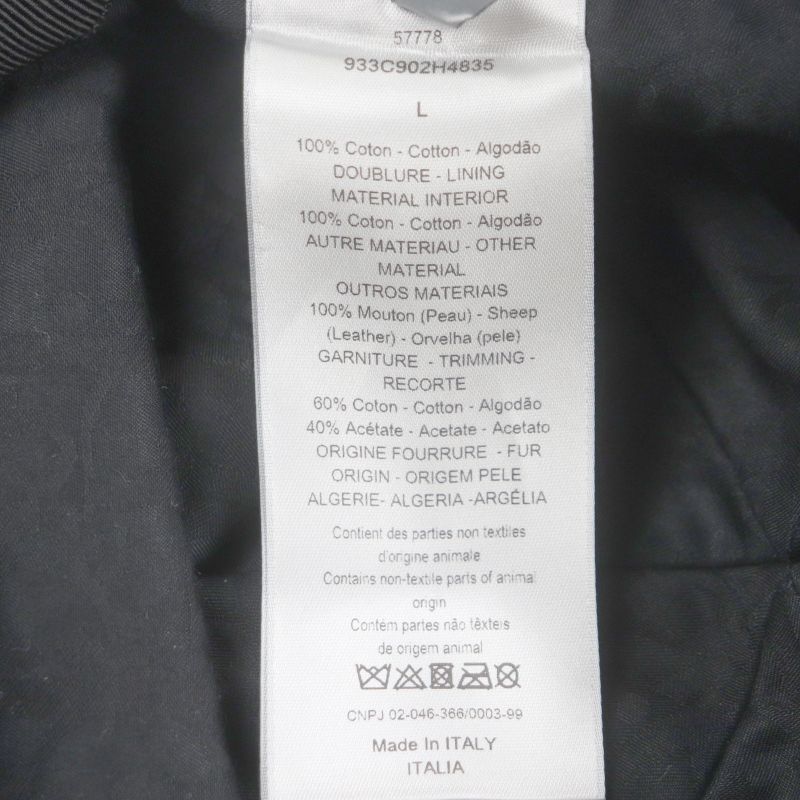 57778
933C902H4835
L
100% Coton - Cotton - Algodão
DOUBLURE - LINING
MATERIAL INTERIOR
100% Coton - Cotton - Algodão
AUTRE MATERIAU - OTHER
MATERIAL
OUTROS MATERIAIS
100% Mouton (Peau) - Sheep
(Leather) - Orvelha (pele)
GARNITURE - TRIMMING -
RECORTE
60% Coton - Cotton - Algodão
40% Acétate - Acetate - Acetato
ORIGINE FOURRURE - FUR
ORIGIN - ORIGEM PELE
ALGERIE- ALGERIA -ARGÉLIA
Contient des parties non textiles
d'origine animale
Contains non-textile parts of animal
origin
Contém partes não têxteis
de origem animal
CNPJ 02-046-366/0003-99
Made In ITALY
ITALIA